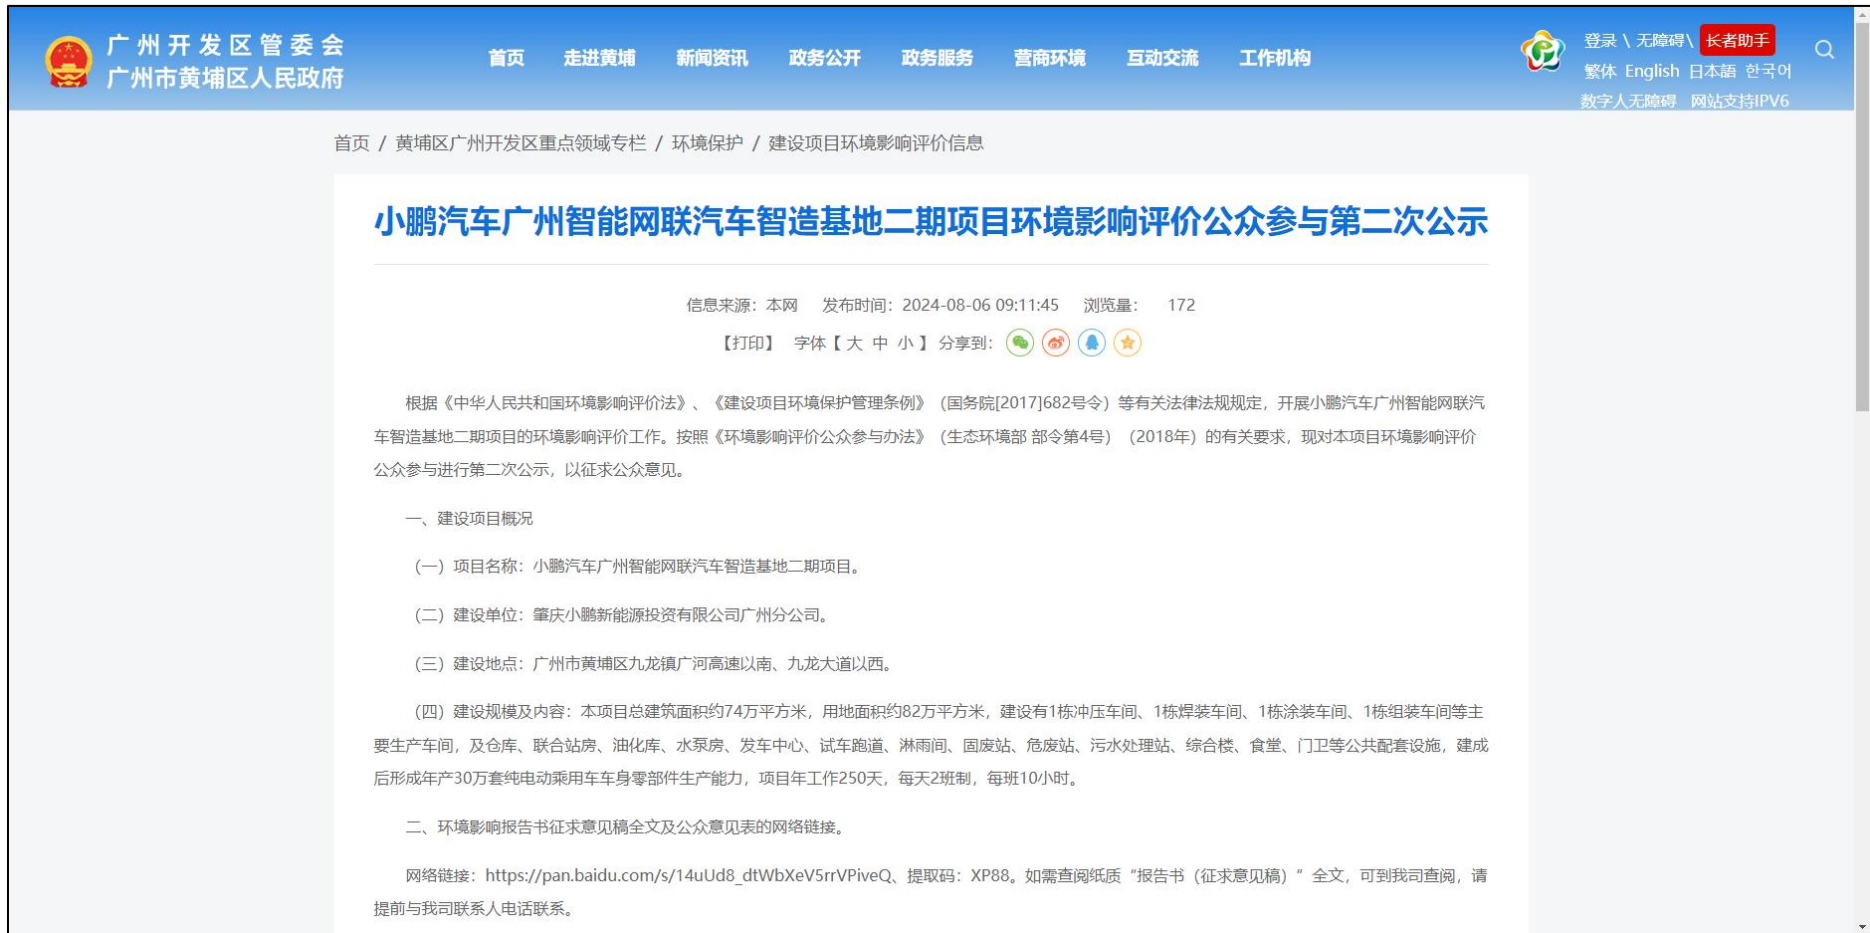 广州开发区管委会
广州市黄埔区人民政府
首页 走进黄埔 新闻资讯 政务公开 政务服务 营商环境 互动交流 工作机构
登录 \ 无障碍 \ 长者助手
繁体 English 日本語 한국어
数字人无障碍 网站支持IPV6
首页 / 黄埔区广州开发区重点领域专栏 / 环境保护 / 建设项目环境影响评价信息
小鹏汽车广州智能网联汽车智造基地二期项目环境影响评价公众参与第二次公示
信息来源：本网 发布时间：2024-08-06 09:11:45 浏览量： 172
【打印】 字体【 大 中 小 】 分享到：
根据《中华人民共和国环境影响评价法》、《建设项目环境保护管理条例》（国务院[2017]682号令）等有关法律法规规定，开展小鹏汽车广州智能网联汽
车智造基地二期项目的环境影响评价工作。按照《环境影响评价公众参与办法》（生态环境部 部令第4号）（2018年）的有关要求，现对本项目环境影响评价
公众参与进行第二次公示，以征求公众意见。
一、建设项目概况
（一）项目名称：小鹏汽车广州智能网联汽车智造基地二期项目。
（二）建设单位：肇庆小鹏新能源投资有限公司广州分公司。
（三）建设地点：广州市黄埔区九龙镇广河高速以南、九龙大道以西。
（四）建设规模及内容：本项目总建筑面积约74万平方米，用地面积约82万平方米，建设有1栋冲压车间、1栋焊装车间、1栋涂装车间、1栋组装车间等主
要生产车间，及仓库、联合站房、油化库、水泵房、发车中心、试车跑道、淋雨间、固废站、危废站、污水处理站、综合楼、食堂、门卫等公共配套设施，建成
后形成年产30万套纯电动乘用车车身零部件生产能力，项目年工作250天，每天2班制，每班10小时。
二、环境影响报告书征求意见稿全文及公众意见表的网络链接。
网络链接：https://pan.baidu.com/s/14uUd8_dtWbXeV5rrVPiveQ、提取码：XP88。如需查阅纸质“报告书（征求意见稿）”全文，可到我司查阅，请
提前与我司联系人电话联系。